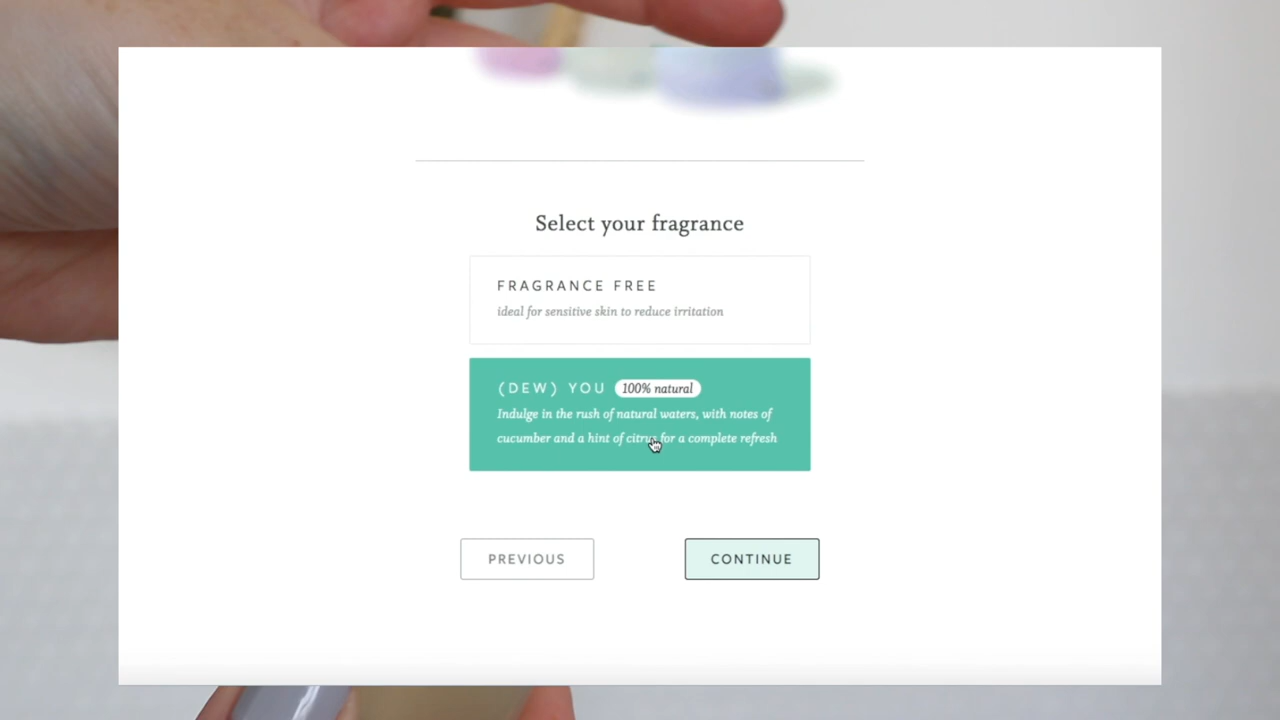 Select your fragrance
FRAGRANCE FREE
ideal for sensitive skin to reduce irritation
(DEW) YOU 100% natural
Indulge in the rush of natural waters, with notes of
cucumber and a hint of citrus for a complete refresh
PREVIOUS
CONTINUE